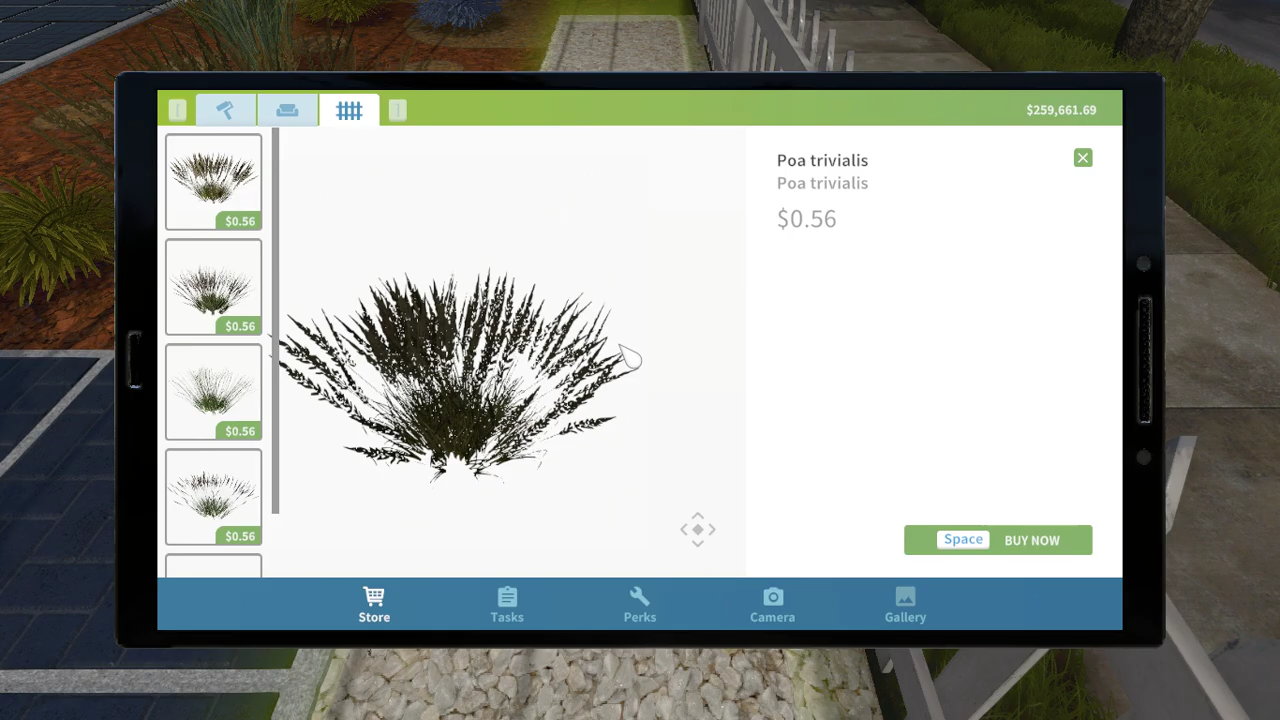 $259,661.69
$0.56
$0.56
$0.56
$0.56
Poa trivialis
Poa trivialis
$0.56
Space BUY NOW
Store
Tasks
Perks
Camera
Gallery